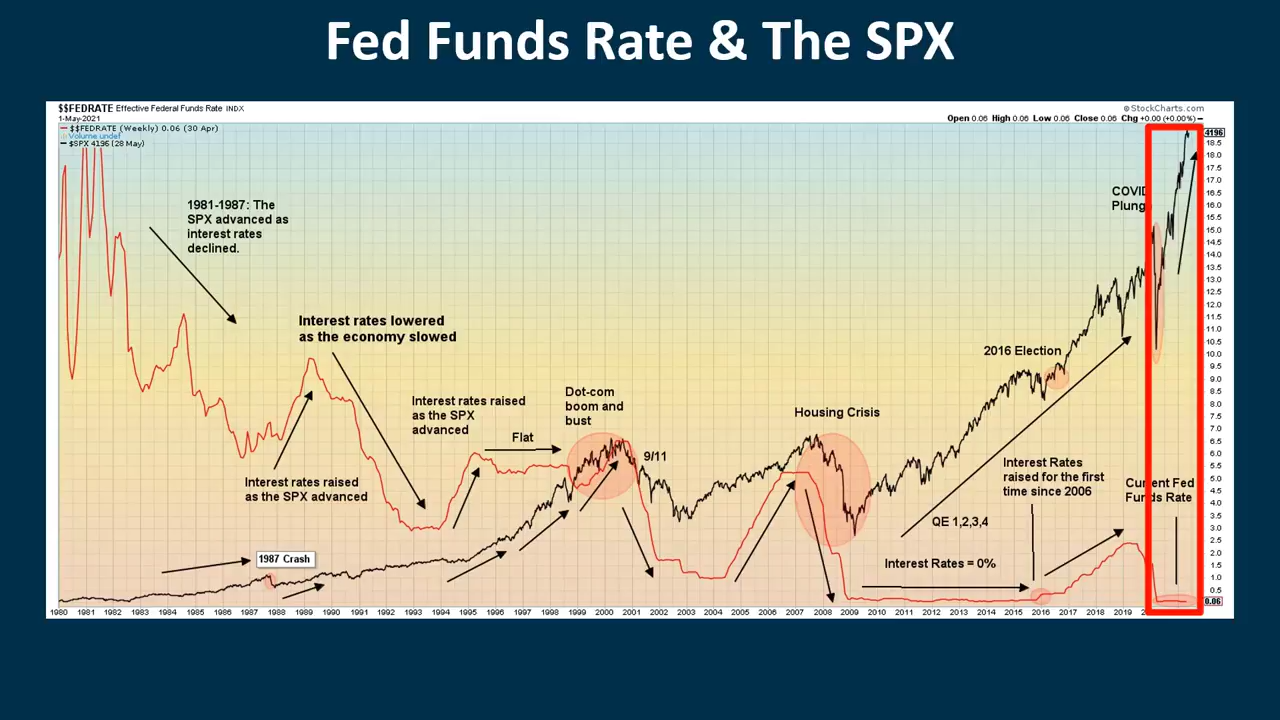 Fed Funds Rate & The SPX
$$FEDRATE Effective Federal Funds Rate INDX
© StockCharts.com
1-May-2021
Open 0.06 High 0.06 Low 0.06 Close 0.06 Chg +0.00 (+0.00%)
$$FEDRATE (Weekly) 0.06 (30 Apr)
Volume undef
$SPX 4196 (28 May)
4196
18.5
18.0
17.0
16.5
16.0
15.5
15.0
14.5
14.0
13.5
13.0
12.5
12.0
11.5
11.0
10.5
10.0
9.5
9.0
8.5
8.0
7.5
7.0
6.5
6.0
5.5
5.0
4.5
4.0
3.5
3.0
2.5
2.0
1.5
1.0
0.5
0.06
1981-1987: The
SPX advanced as
interest rates
declined.
COVID
Plung
Interest rates lowered
as the economy slowed
2016 Election
Dot-com
boom and
bust
Interest rates raised
as the SPX
advanced
Housing Crisis
Flat
9/11
Interest Rates
raised for the first
time since 2006
Interest rates raised
as the SPX advanced
Current Fed
Funds Rate
QE 1,2,3,4
1987 Crash
Interest Rates = 0%
1980 1981 1982 1983 1984 1985 1986 1987 1988 1989 1990 1991 1992 1993 1994 1995 1996 1997 1998 1999 2000 2001 2002 2003 2004 2005 2006 2007 2008 2009 2010 2011 2012 2013 2014 2015 2016 2017 2018 2019